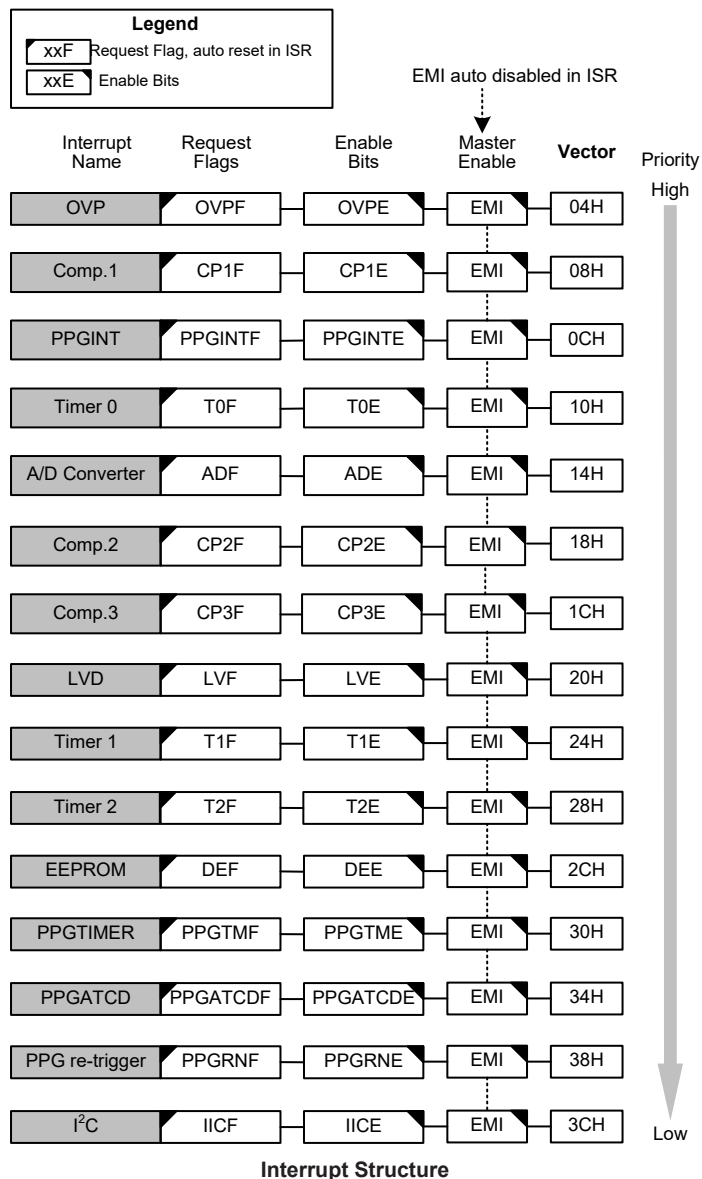 Legend
xxF Request Flag, auto reset in ISR
xxE Enable Bits
EMI auto disabled in ISR
Interrupt Name Request Flags Enable Bits Master Enable Vector Priority
High
OVP OVPF OVPE EMI 04H
Comp.1 CP1F CP1E EMI 08H
PPGINT PPGINTF PPGINTE EMI 0CH
Timer 0 T0F T0E EMI 10H
A/D Converter ADF ADE EMI 14H
Comp.2 CP2F CP2E EMI 18H
Comp.3 CP3F CP3E EMI 1CH
LVD LVF LVE EMI 20H
Timer 1 T1F T1E EMI 24H
Timer 2 T2F T2E EMI 28H
EEPROM DEF DEE EMI 2CH
PPGTIMER PPGTMF PPGTME EMI 30H
PPGATCD PPGATCDF PPGATCDE EMI 34H
PPG re-trigger PPGRNF PPGRNE EMI 38H
I²C IICF IICE EMI 3CH
Low
Interrupt Structure